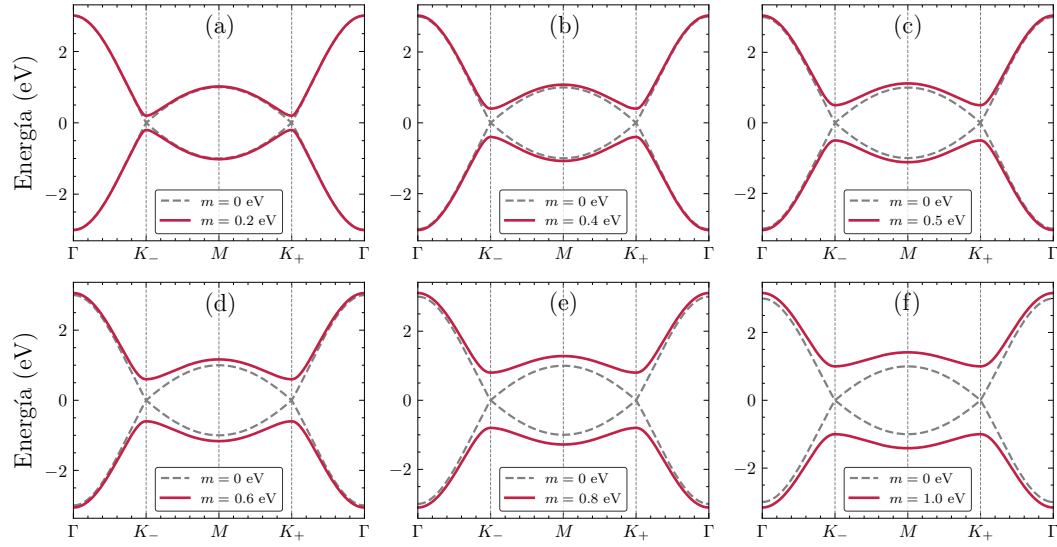 (a) (b) (c)
Energía (eV)
2 2 2
0 0 0
−2 −2 −2
m = 0 eV m = 0 eV m = 0 eV
m = 0.2 eV m = 0.4 eV m = 0.5 eV
Γ K₋ M K₊ Γ Γ K₋ M K₊ Γ Γ K₋ M K₊ Γ
(d) (e) (f)
Energía (eV)
2 2 2
0 0 0
−2 −2 −2
m = 0 eV m = 0 eV m = 0 eV
m = 0.6 eV m = 0.8 eV m = 1.0 eV
Γ K₋ M K₊ Γ Γ K₋ M K₊ Γ Γ K₋ M K₊ Γ